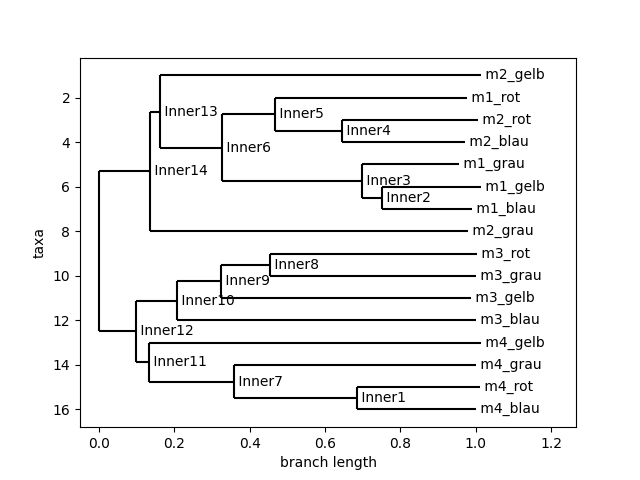 m2_gelb
2
m1_rot
Inner13
Inner5
m2_rot
Inner4
4
m2_blau
Inner6
m1_grau
Inner14
Inner3
6
m1_gelb
Inner2
m1_blau
8
m2_grau
taxa
m3_rot
Inner8
10
m3_grau
Inner9
m3_gelb
Inner10
12
m3_blau
Inner12
m4_gelb
Inner11
14
m4_grau
Inner7
m4_rot
Inner1
16
m4_blau
0.0 0.2 0.4 0.6 0.8 1.0 1.2
branch length